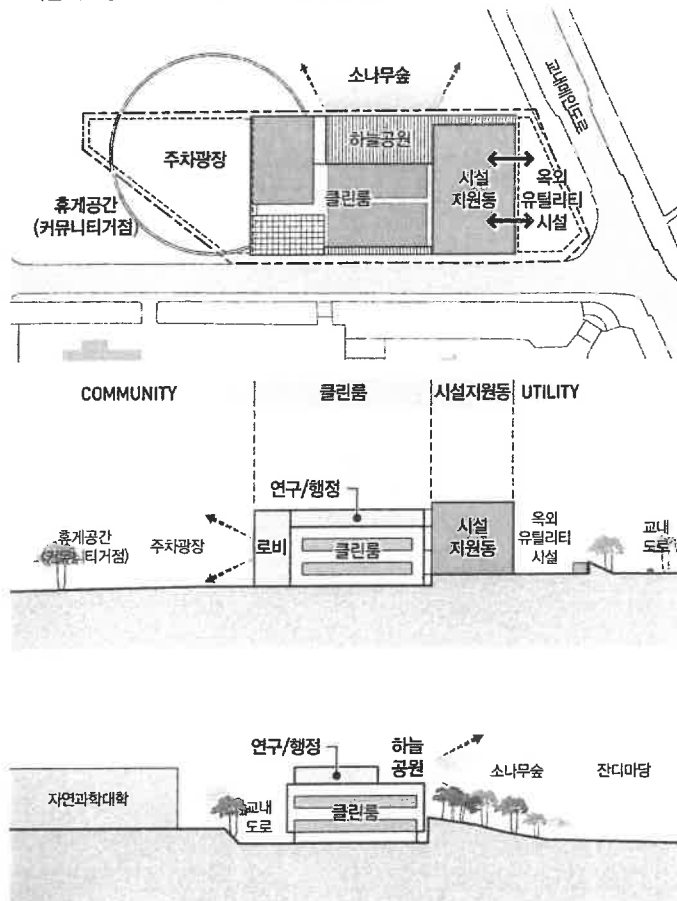 소나무숲
교내메인도로
하늘공원
주차광장
클린룸
시설
지원동
옥외
유틸리티
시설
휴게공간
(커뮤니티거점)
COMMUNITY
클린룸
시설지원동
UTILITY
연구/행정
휴게공간
(커뮤니티거점)
주차광장
로비
클린룸
시설
지원동
옥외
유틸리티
시설
교내
도로
연구/행정
하늘
공원
소나무숲
잔디마당
자연과학대학
교내
도로
클린룸